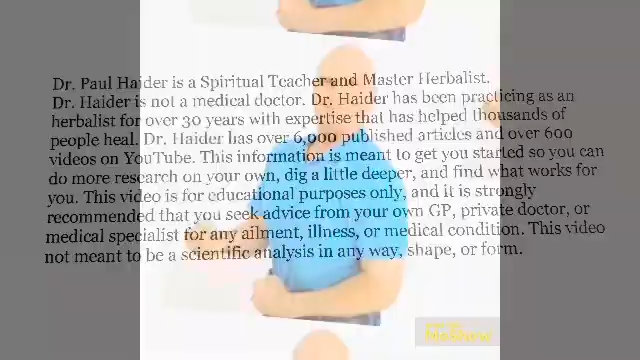 Dr. Paul Haider is a Spiritual Teacher and Master Herbalist.
Dr. Haider is not a medical doctor. Dr. Haider has been practicing as an
herbalist for over 30 years with expertise that has helped thousands of
people heal. Dr. Haider has over 6,000 published articles and over 600
videos on YouTube. This information is meant to get you started so you can
do more research on your own, dig a little deeper, and find what works for
you. This video is for educational purposes only, and it is strongly
recommended that you seek advice from your own GP, private doctor, or
medical specialist for any ailment, illness, or medical condition. This video
not meant to be a scientific analysis in any way, shape, or form.